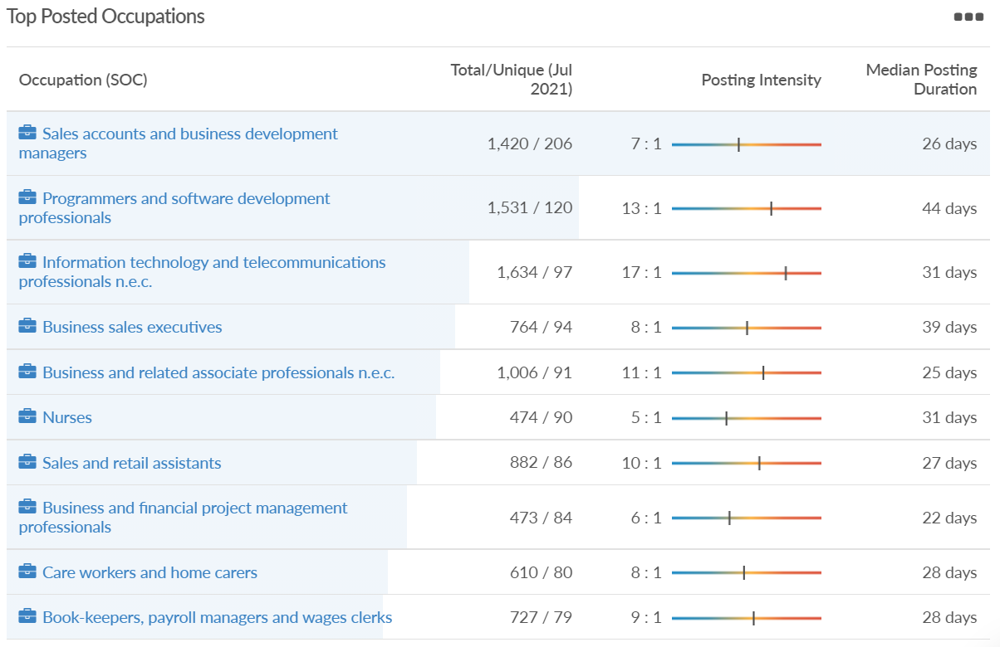 Top Posted Occupations
Occupation (SOC)
Total/Unique (Jul
2021)
Posting Intensity
Median Posting
Duration
Sales accounts and business development
managers
1,420 / 206
7 : 1
26 days
Programmers and software development
professionals
1,531 / 120
13 : 1
44 days
Information technology and telecommunications
professionals n.e.c.
1,634 / 97
17 : 1
31 days
Business sales executives
764 / 94
8 : 1
39 days
Business and related associate professionals n.e.c.
1,006 / 91
11 : 1
25 days
Nurses
474 / 90
5 : 1
31 days
Sales and retail assistants
882 / 86
10 : 1
27 days
Business and financial project management
professionals
473 / 84
6 : 1
22 days
Care workers and home carers
610 / 80
8 : 1
28 days
Book-keepers, payroll managers and wages clerks
727 / 79
9 : 1
28 days